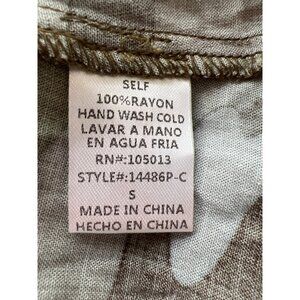 SELF
100%RAYON
HAND WASH COLD
LAVAR A MANO
EN AGUA FRIA
RN#:105013
STYLE#:14486P-C
S
MADE IN CHINA
HECHO EN CHINA